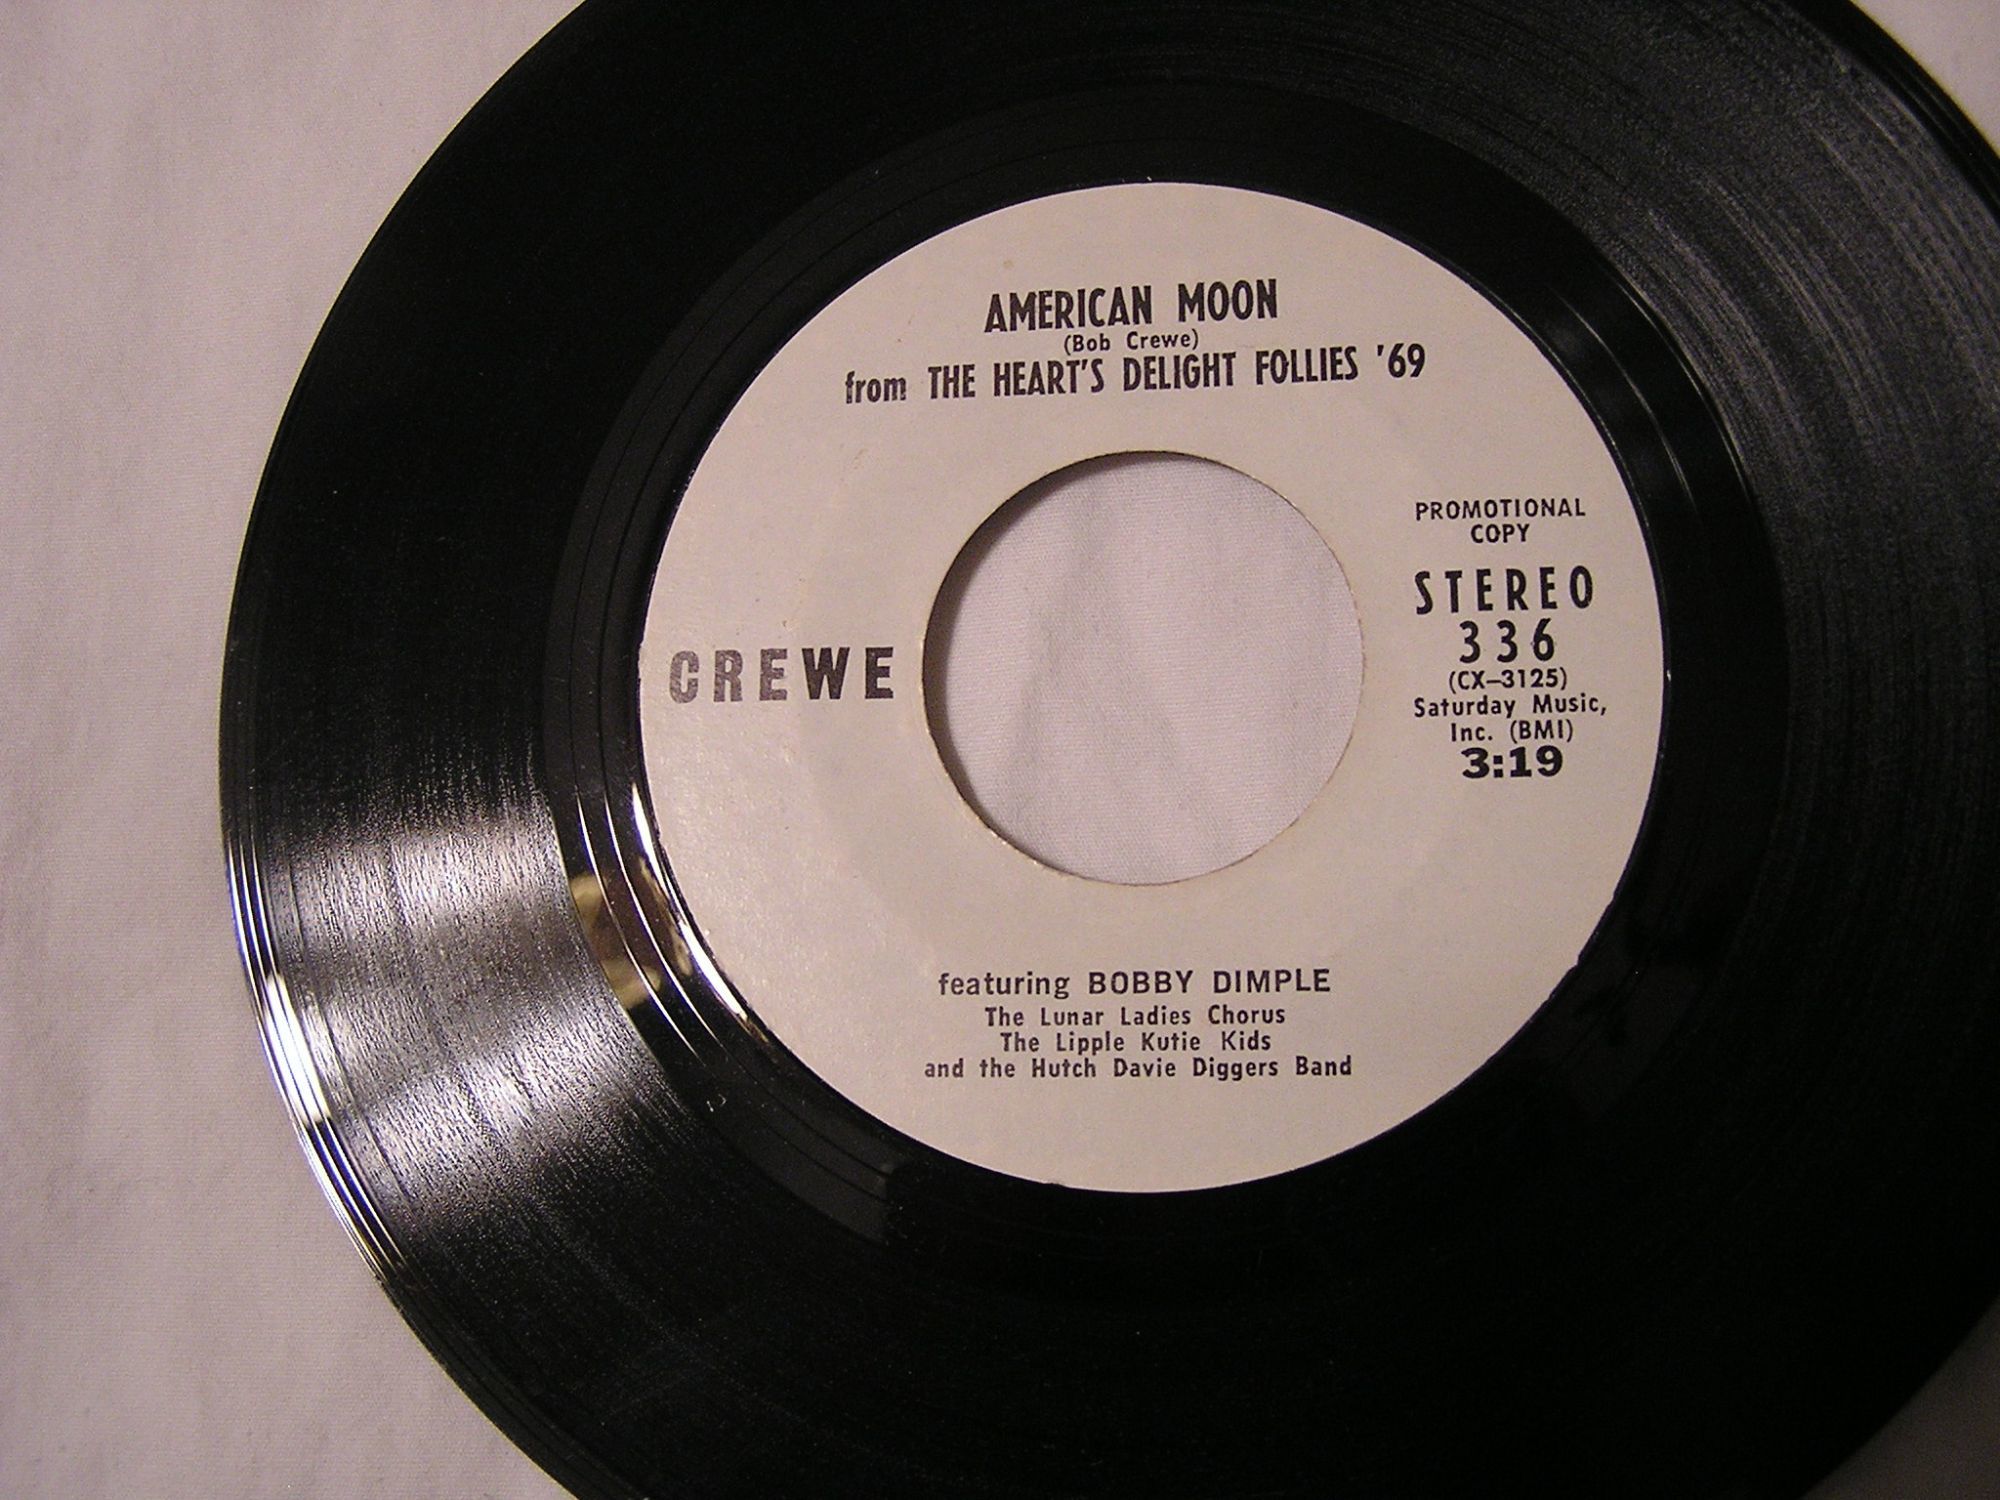 AMERICAN MOON
(Bob Crewe)
from THE HEART'S DELIGHT FOLLIES '69
PROMOTIONAL
COPY
STEREO
336
(CX-3125)
Saturday Music,
Inc. (BMI)
3:19
CREWE
featuring BOBBY DIMPLE
The Lunar Ladies Chorus
The Lipple Kutie Kids
and the Hutch Davie Diggers Band